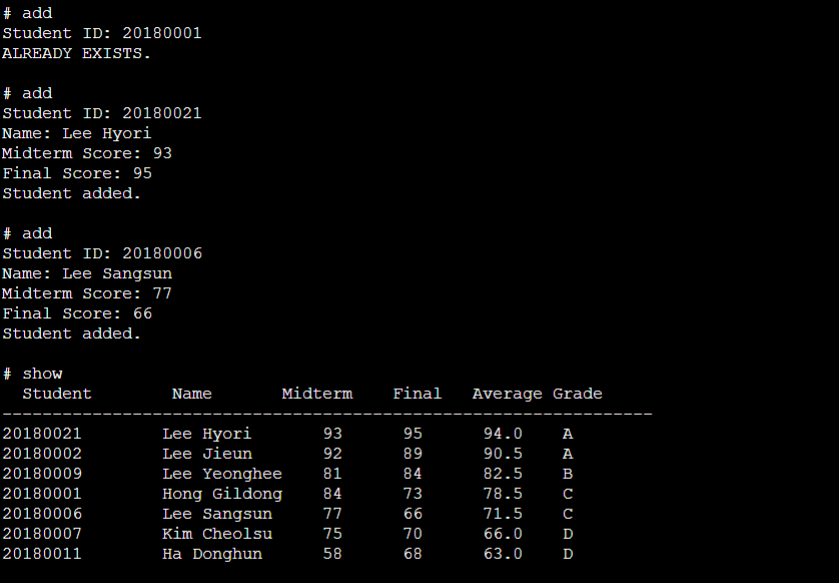 # add
Student ID: 20180001
ALREADY EXISTS.
# add
Student ID: 20180021
Name: Lee Hyori
Midterm Score: 93
Final Score: 95
Student added.
# add
Student ID: 20180006
Name: Lee Sangsun
Midterm Score: 77
Final Score: 66
Student added.
# show
Student Name Midterm Final Average Grade
-----------------------------------------------------------------
20180021 Lee Hyori 93 95 94.0 A
20180002 Lee Jieun 92 89 90.5 A
20180009 Lee Yeonghee 81 84 82.5 B
20180001 Hong Gildong 84 73 78.5 C
20180006 Lee Sangsun 77 66 71.5 C
20180007 Kim Cheolsu 75 70 66.0 D
20180011 Ha Donghun 58 68 63.0 D